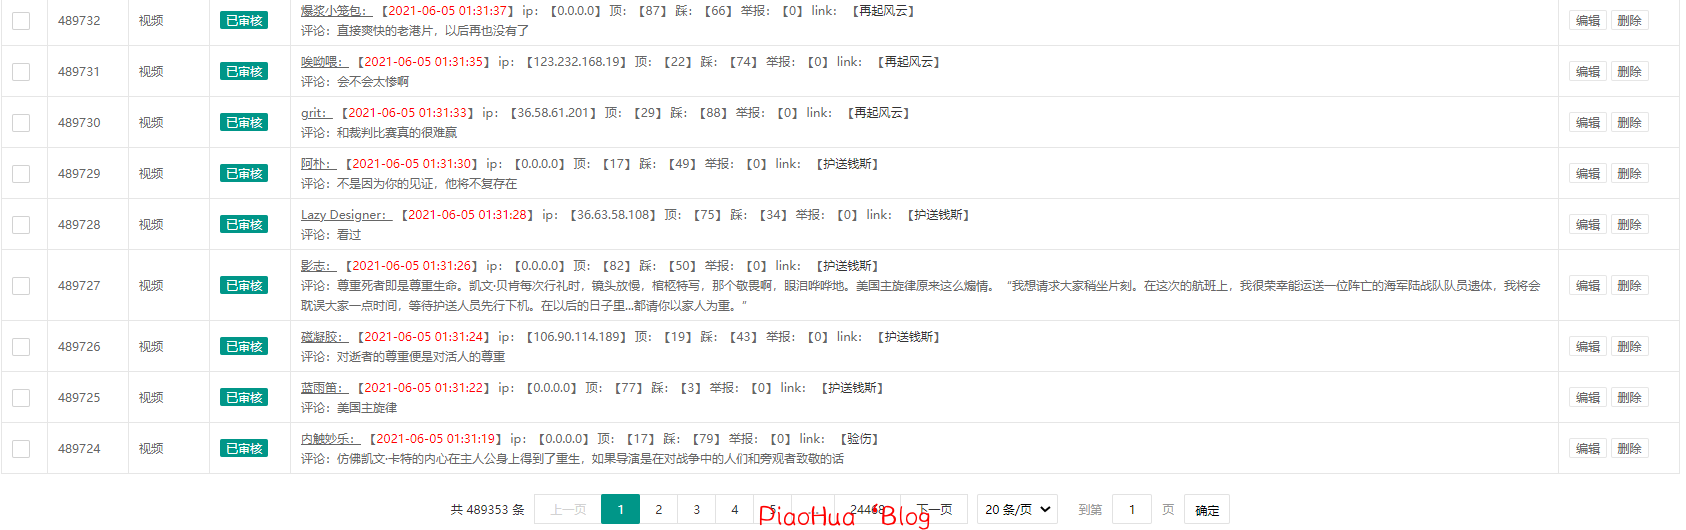 489732 视频 已审核 爆浆小笼包： 【2021-06-05 01:31:37】 ip: 【0.0.0.0】 顶: 【87】 踩: 【66】 举报: 【0】 link: 【再起风云】 编辑 删除
评论：直接爽快的老港片，以后再也没有了
489731 视频 已审核 唉呦喂： 【2021-06-05 01:31:35】 ip: 【123.232.168.19】 顶: 【22】 踩: 【74】 举报: 【0】 link: 【再起风云】 编辑 删除
评论：会不会太惨啊
489730 视频 已审核 grit： 【2021-06-05 01:31:33】 ip: 【36.58.61.201】 顶: 【29】 踩: 【88】 举报: 【0】 link: 【再起风云】 编辑 删除
评论：和裁判比赛真的很难赢
489729 视频 已审核 阿朴： 【2021-06-05 01:31:30】 ip: 【0.0.0.0】 顶: 【17】 踩: 【49】 举报: 【0】 link: 【护送钱斯】 编辑 删除
评论：不是因为你的见证，他将不复存在
489728 视频 已审核 Lazy Designer： 【2021-06-05 01:31:28】 ip: 【36.63.58.108】 顶: 【75】 踩: 【34】 举报: 【0】 link: 【护送钱斯】 编辑 删除
评论：看过
489727 视频 已审核 影志： 【2021-06-05 01:31:26】 ip: 【0.0.0.0】 顶: 【82】 踩: 【50】 举报: 【0】 link: 【护送钱斯】 编辑 删除
评论：尊重死者即是尊重生命。凯文·贝肯每次行礼时，镜头放慢，棺柩特写，那个敬畏啊，眼泪哗哗地。美国主旋律原来这么煽情。“我想请求大家稍坐片刻。在这次的航班上，我很荣幸能运送一位阵亡的海军陆战队队员遗体，我将会
耽误大家一点时间，等待护送人员先行下机。在以后的日子里...都请你以家人为重。”
489726 视频 已审核 磁凝胶： 【2021-06-05 01:31:24】 ip: 【106.90.114.189】 顶: 【19】 踩: 【43】 举报: 【0】 link: 【护送钱斯】 编辑 删除
评论：对逝者的尊重便是对活人的尊重
489725 视频 已审核 蓝雨笛： 【2021-06-05 01:31:22】 ip: 【0.0.0.0】 顶: 【77】 踩: 【3】 举报: 【0】 link: 【护送钱斯】 编辑 删除
评论：美国主旋律
489724 视频 已审核 内触妙乐： 【2021-06-05 01:31:19】 ip: 【0.0.0.0】 顶: 【17】 踩: 【79】 举报: 【0】 link: 【验伤】 编辑 删除
评论：仿佛凯文·卡特的内心在主人公身上得到了重生，如果导演是在对战争中的人们和旁观者致敬的话
共 489353 条 上一页 1 2 3 4 5 … 24468 下一页 20 条/页 到第 1 页 确定
PiaoHua Blog